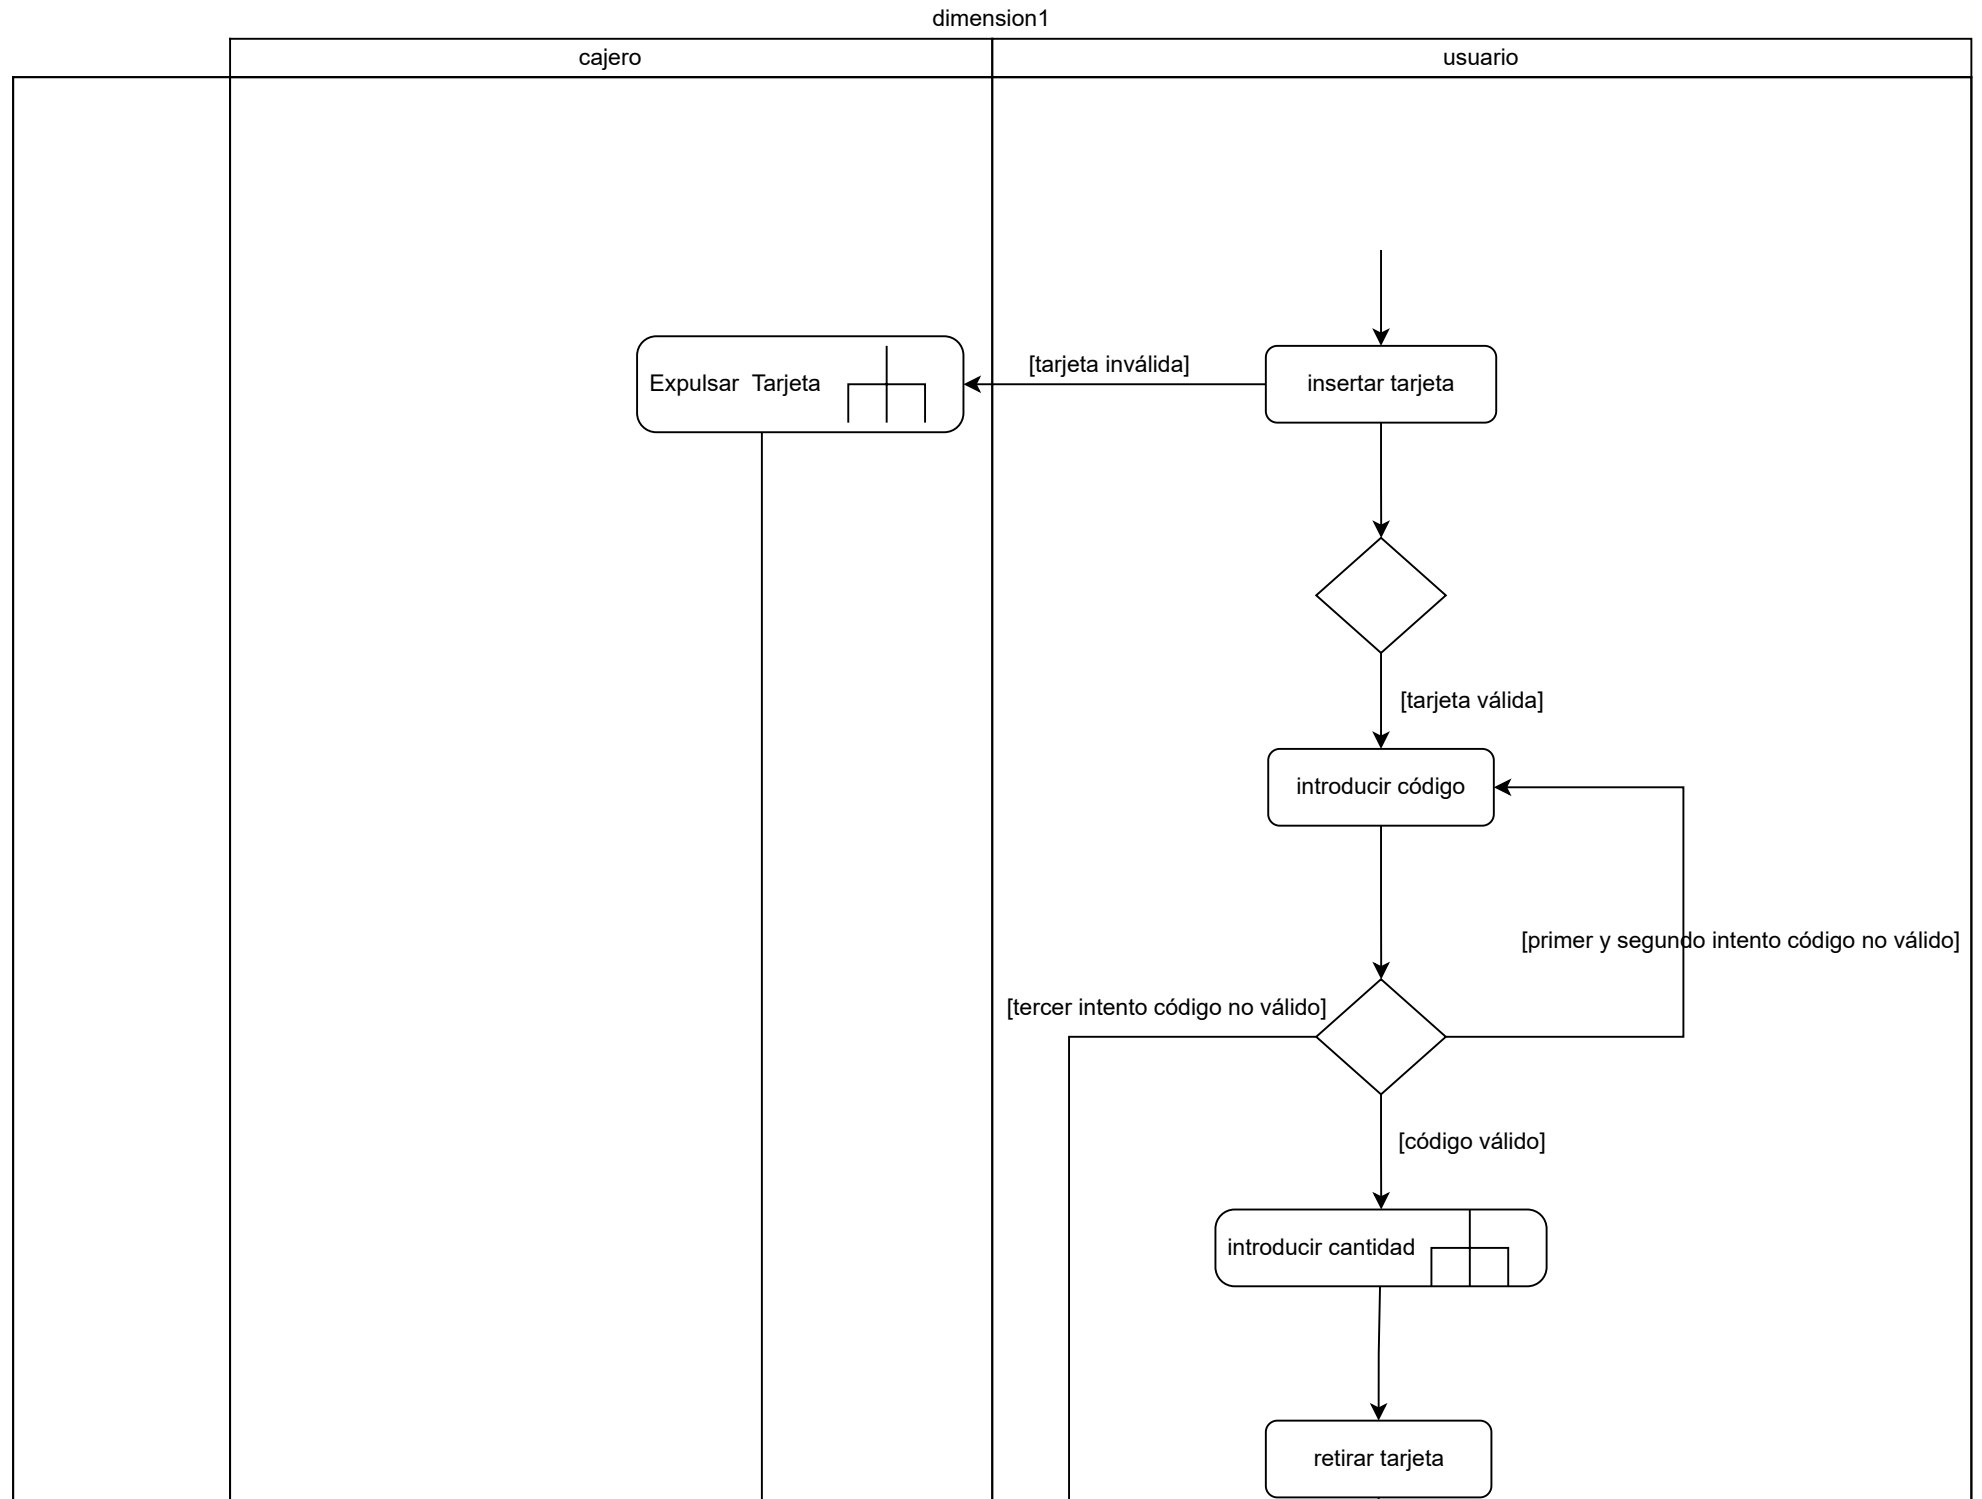 dimension1
cajero
usuario
[tarjeta inválida]
Expulsar  Tarjeta
insertar tarjeta
[tarjeta válida]
introducir código
[primer y segundo intento código no válido]
[tercer intento código no válido]
[código válido]
introducir cantidad
retirar tarjeta